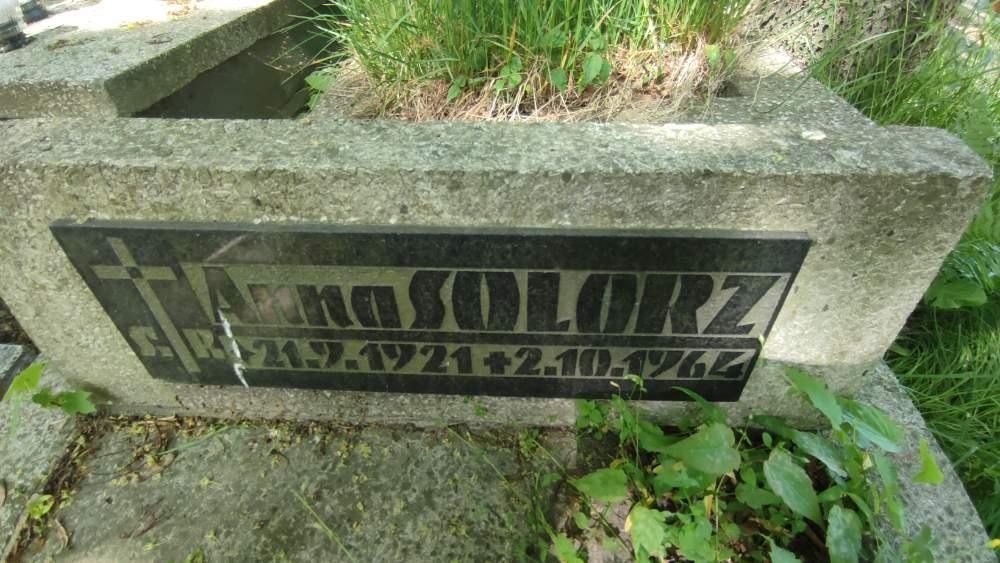 Anna SOLORZ
Ś. P. *21.9.1921 +2.10.1964